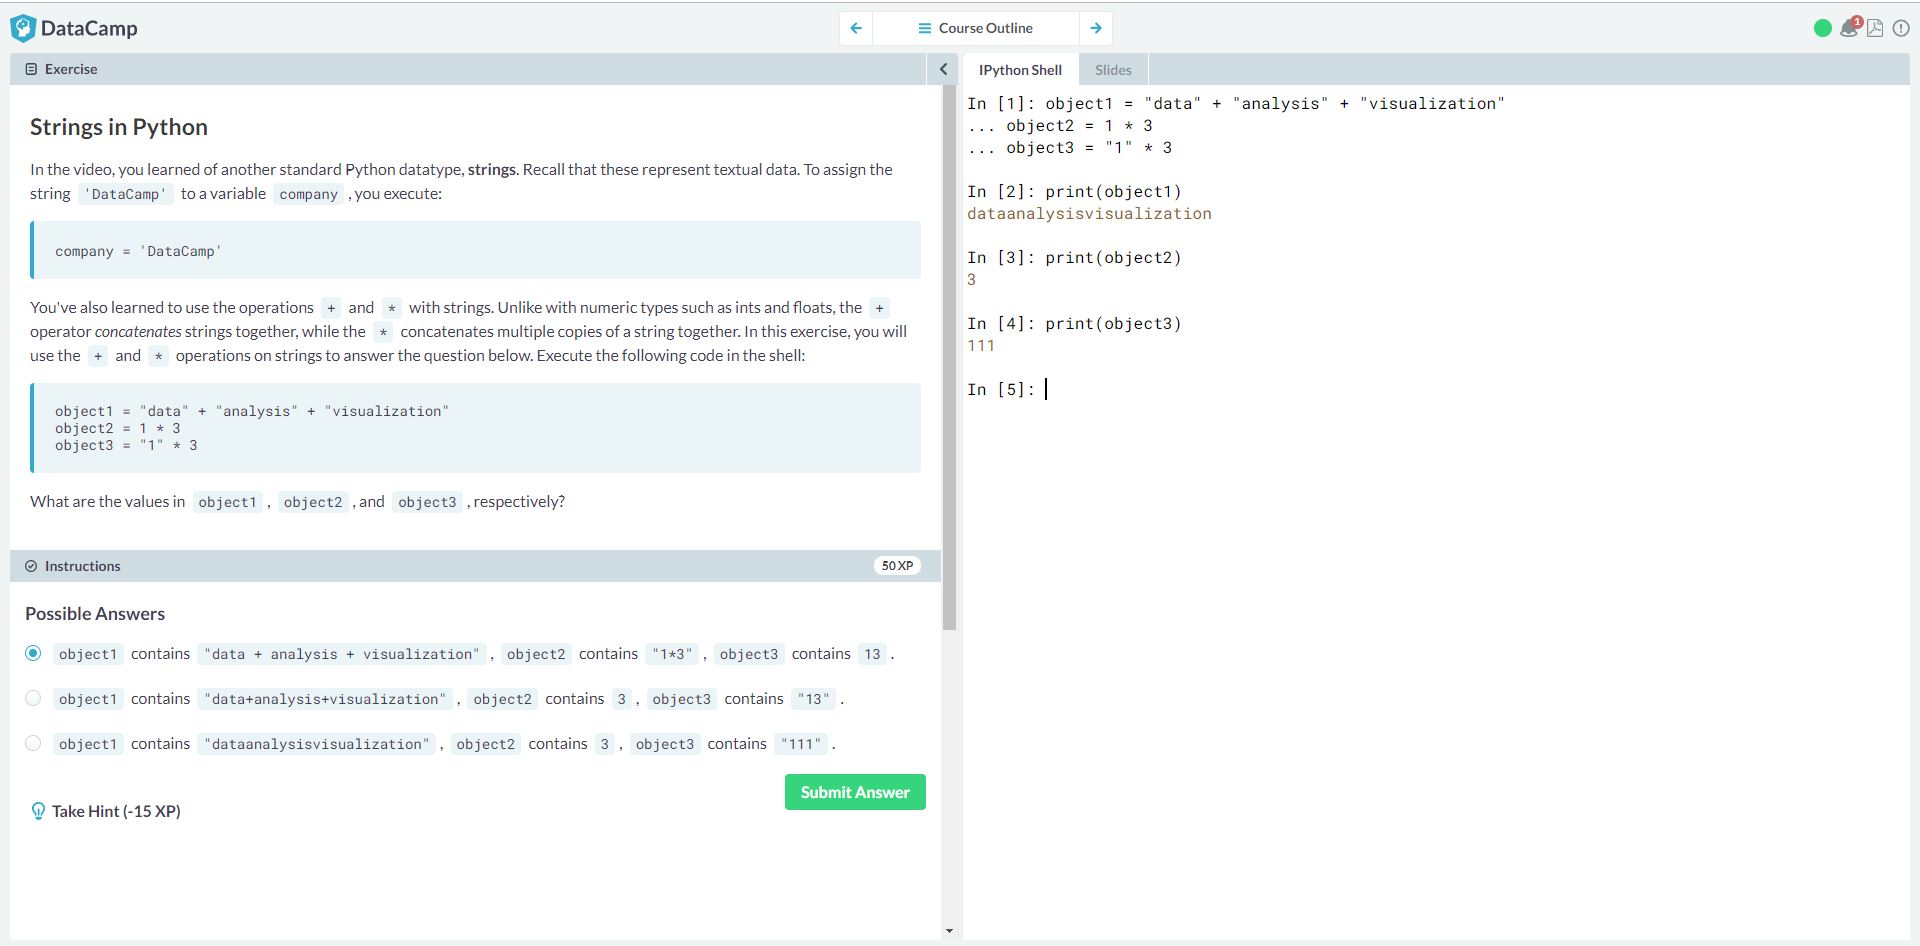 DataCamp
Course Outline
1
Exercise
IPython Shell
Slides
Strings in Python
In the video, you learned of another standard Python datatype, strings. Recall that these represent textual data. To assign the
string 'DataCamp' to a variable company , you execute:
company = 'DataCamp'
You've also learned to use the operations + and * with strings. Unlike with numeric types such as ints and floats, the +
operator concatenates strings together, while the * concatenates multiple copies of a string together. In this exercise, you will
use the + and * operations on strings to answer the question below. Execute the following code in the shell:
object1 = "data" + "analysis" + "visualization"
object2 = 1 * 3
object3 = "1" * 3
What are the values in object1 , object2 , and object3 , respectively?
Instructions
50 XP
Possible Answers
object1 contains "data + analysis + visualization" , object2 contains "1*3" , object3 contains 13 .
object1 contains "data+analysis+visualization" , object2 contains 3 , object3 contains "13" .
object1 contains "dataanalysisvisualization" , object2 contains 3 , object3 contains "111" .
Submit Answer
Take Hint (-15 XP)
In [1]: object1 = "data" + "analysis" + "visualization"
... object2 = 1 * 3
... object3 = "1" * 3
In [2]: print(object1)
dataanalysisvisualization
In [3]: print(object2)
3
In [4]: print(object3)
111
In [5]: